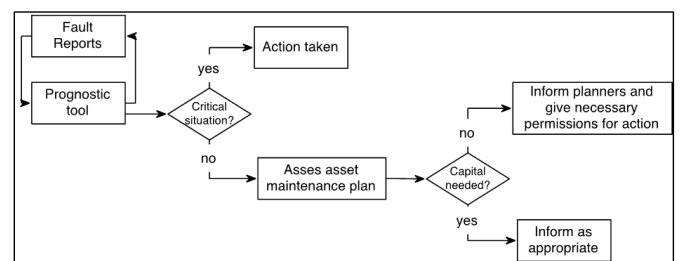 Fault
Reports
Action taken
yes
Prognostic
tool
Critical
situation?
Inform planners and
give necessary
permissions for action
no
no
Asses asset
maintenance plan
Capital
needed?
yes
Inform as
appropriate